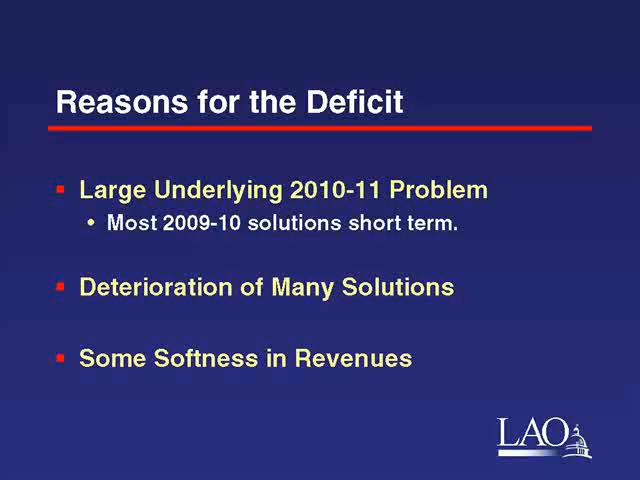 Reasons for the Deficit
Large Underlying 2010-11 Problem
Most 2009-10 solutions short term.
Deterioration of Many Solutions
Some Softness in Revenues
LAO